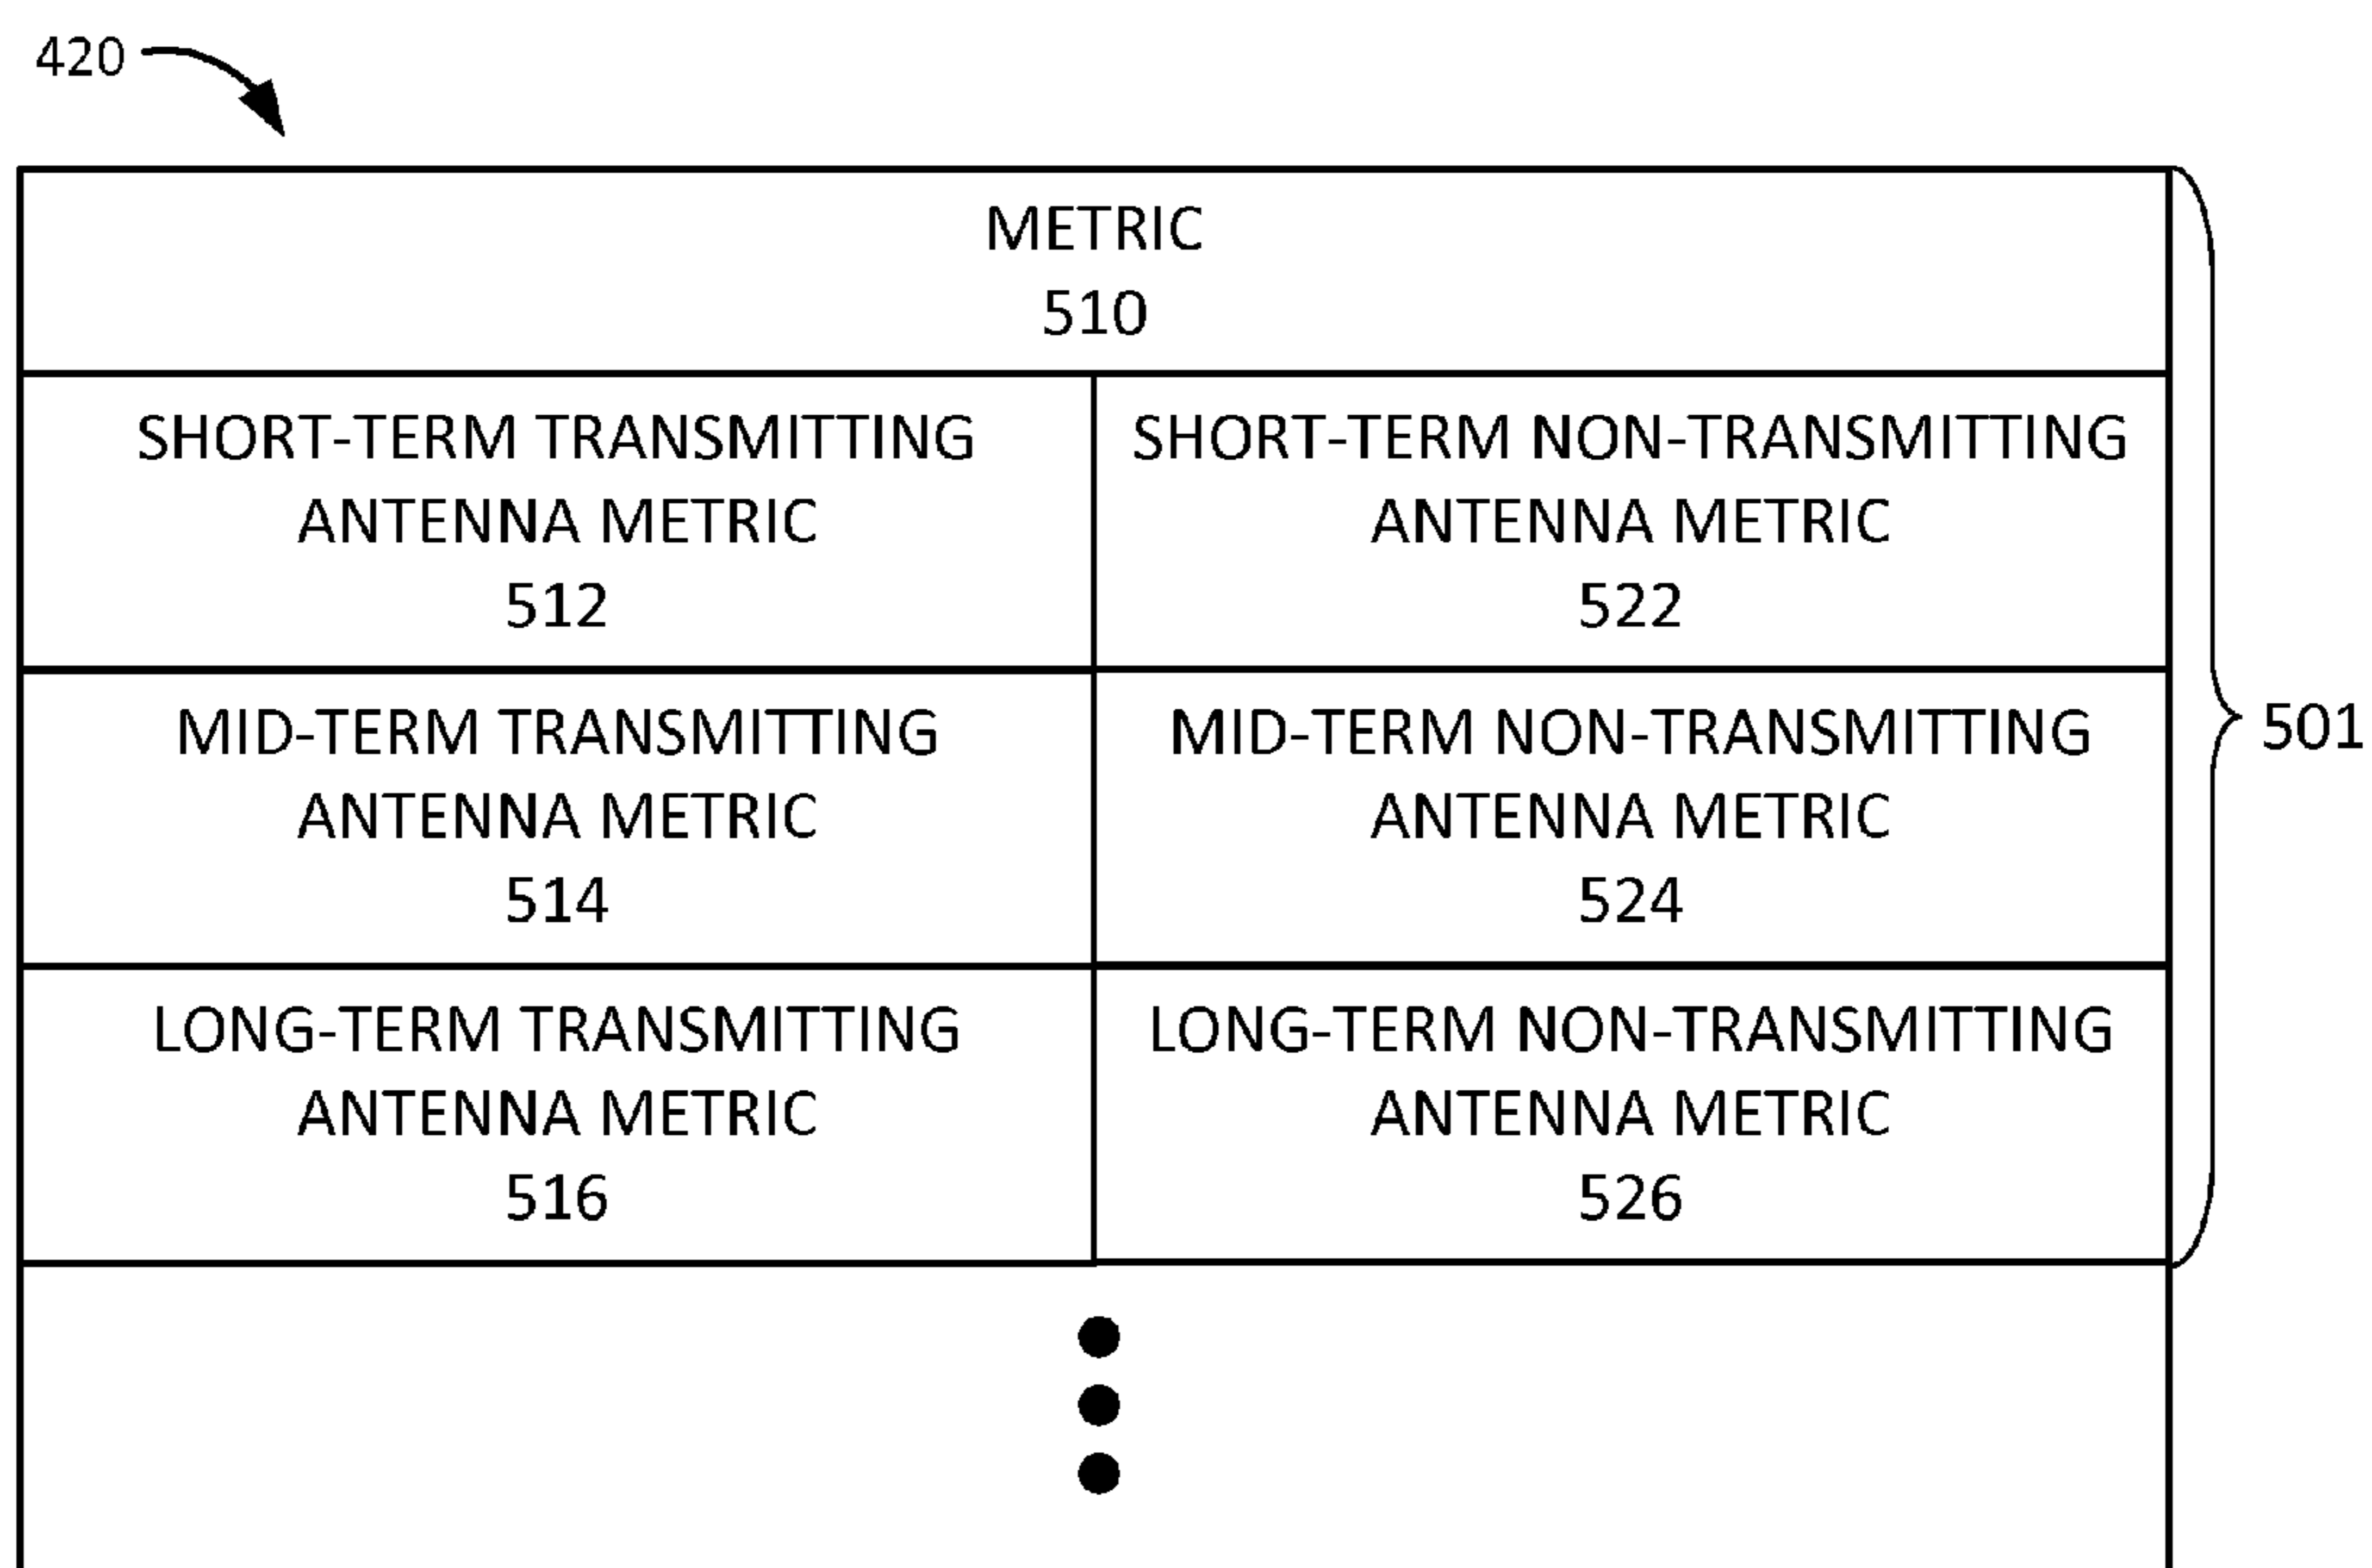 420
METRIC
510
SHORT-TERM TRANSMITTING
ANTENNA METRIC
512
SHORT-TERM NON-TRANSMITTING
ANTENNA METRIC
522
MID-TERM TRANSMITTING
ANTENNA METRIC
514
MID-TERM NON-TRANSMITTING
ANTENNA METRIC
524
501
LONG-TERM TRANSMITTING
ANTENNA METRIC
516
LONG-TERM NON-TRANSMITTING
ANTENNA METRIC
526